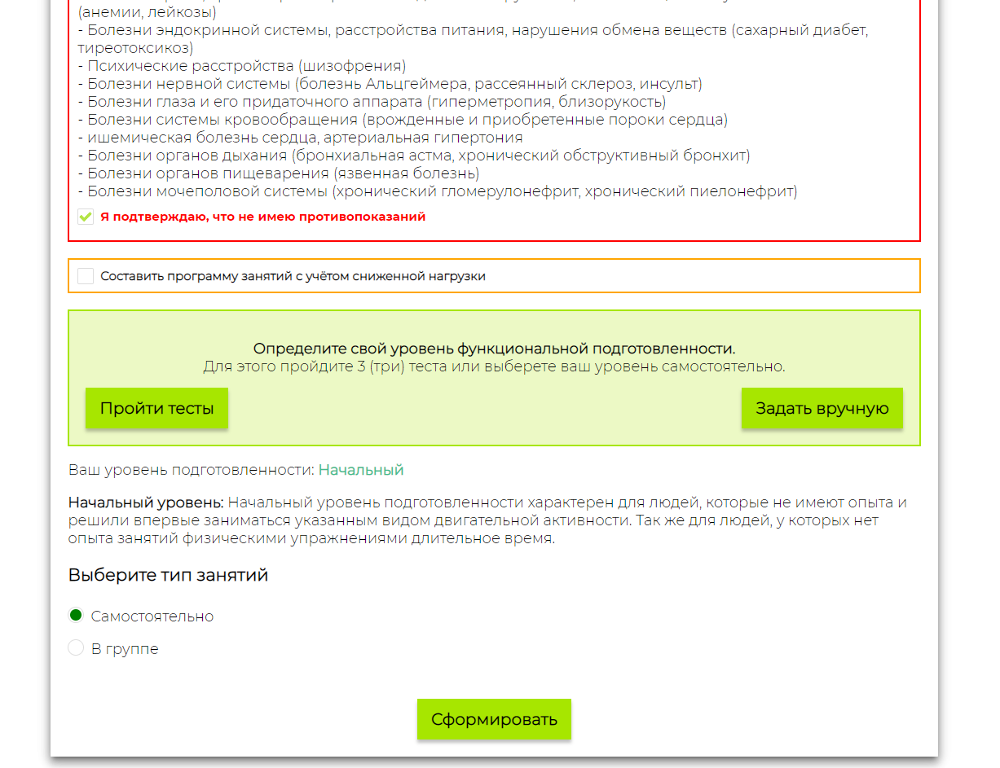 (анемии, лейкозы)
- Болезни эндокринной системы, расстройства питания, нарушения обмена веществ (сахарный диабет,
тиреотоксикоз)
- Психические расстройства (шизофрения)
- Болезни нервной системы (болезнь Альцгеймера, рассеянный склероз, инсульт)
- Болезни глаза и его придаточного аппарата (гиперметропия, близорукость)
- Болезни системы кровообращения (врожденные и приобретенные пороки сердца)
- ишемическая болезнь сердца, артериальная гипертония
- Болезни органов дыхания (бронхиальная астма, хронический обструктивный бронхит)
- Болезни органов пищеварения (язвенная болезнь)
- Болезни мочеполовой системы (хронический гломерулонефрит, хронический пиелонефрит)
Я подтверждаю, что не имею противопоказаний
Составить программу занятий с учётом сниженной нагрузки
Определите свой уровень функциональной подготовленности.
Для этого пройдите 3 (три) теста или выберете ваш уровень самостоятельно.
Пройти тесты
Задать вручную
Ваш уровень подготовленности: Начальный
Начальный уровень: Начальный уровень подготовленности характерен для людей, которые не имеют опыта и
решили впервые заниматься указанным видом двигательной активности. Так же для людей, у которых нет
опыта занятий физическими упражнениями длительное время.
Выберите тип занятий
Самостоятельно
В группе
Сформировать